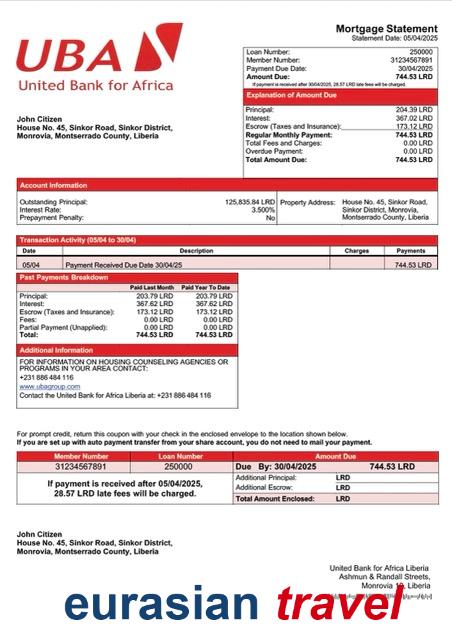 UBA
United Bank for Africa
Mortgage Statement
Statement Date: 05/04/2025
Loan Number: 250000
Member Number: 31234567891
Payment Due Date: 30/04/2025
Amount Due: 744.53 LRD
If payment is received after 30/04/2025, 28.57 LRD late fees will be charged.
Explanation of Amount Due
Principal: 204.39 LRD
Interest: 367.02 LRD
Escrow (Taxes and Insurance): 173.12 LRD
Regular Monthly Payment: 744.53 LRD
Total Fees and Charges: 0.00 LRD
Overdue Payment: 0.00 LRD
Total Amount Due: 744.53 LRD
John Citizen
House No. 45, Sinkor Road, Sinkor District,
Monrovia, Montserrado County, Liberia
Account Information
Outstanding Principal: 125,835.84 LRD
Interest Rate: 3.500%
Prepayment Penalty: No
Property Address: House No. 45, Sinkor Road,
Sinkor District, Monrovia,
Montserrado County, Liberia
Transaction Activity (05/04 to 30/04)
Date Description Charges Payments
05/04 Payment Received Due Date 30/04/25 744.53 LRD
Past Payments Breakdown
Paid Last Month Paid Year To Date
Principal: 203.79 LRD 203.79 LRD
Interest: 367.62 LRD 367.62 LRD
Escrow (Taxes and Insurance): 173.12 LRD 173.12 LRD
Fees: 0.00 LRD 0.00 LRD
Partial Payment (Unapplied): 0.00 LRD 0.00 LRD
Total: 744.53 LRD 744.53 LRD
Additional Information
FOR INFORMATION ON HOUSING COUNSELING AGENCIES OR
PROGRAMS IN YOUR AREA CONTACT:
+231 886 484 116
www.ubagroup.com
Contact the United Bank for Africa Liberia at: +231 886 484 116
For prompt credit, return this coupon with your check in the enclosed envelope to the location shown below.
If you are set up with auto payment transfer from your share account, you do not need to mail your payment.
Member Number Loan Number Amount Due
31234567891 250000 Due By: 30/04/2025 744.53 LRD
If payment is received after 05/04/2025,
28.57 LRD late fees will be charged.
Additional Principal: LRD
Additional Escrow: LRD
Total Amount Enclosed: LRD
John Citizen
House No. 45, Sinkor Road, Sinkor District,
Monrovia, Montserrado County, Liberia
United Bank for Africa Liberia
Ashmun & Randall Streets,
Monrovia 10, Liberia
eurasian travel